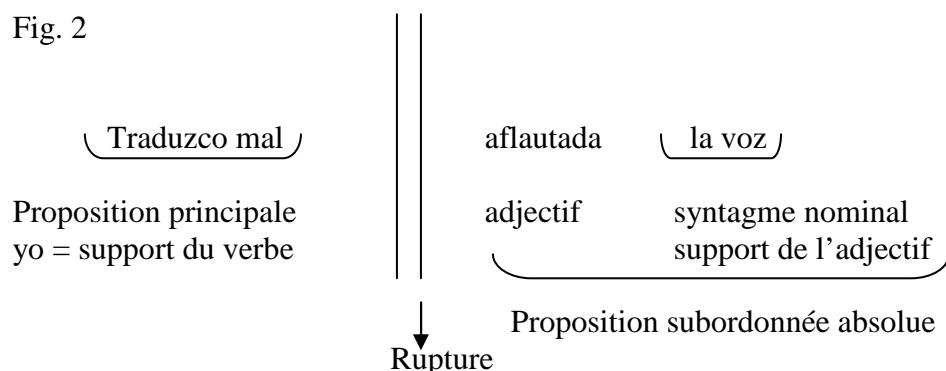 Fig. 2
Traduzco mal aflautada la voz
Proposition principale adjectif syntagme nominal
yo = support du verbe support de l’adjectif
Proposition subordonnée absolue
Rupture